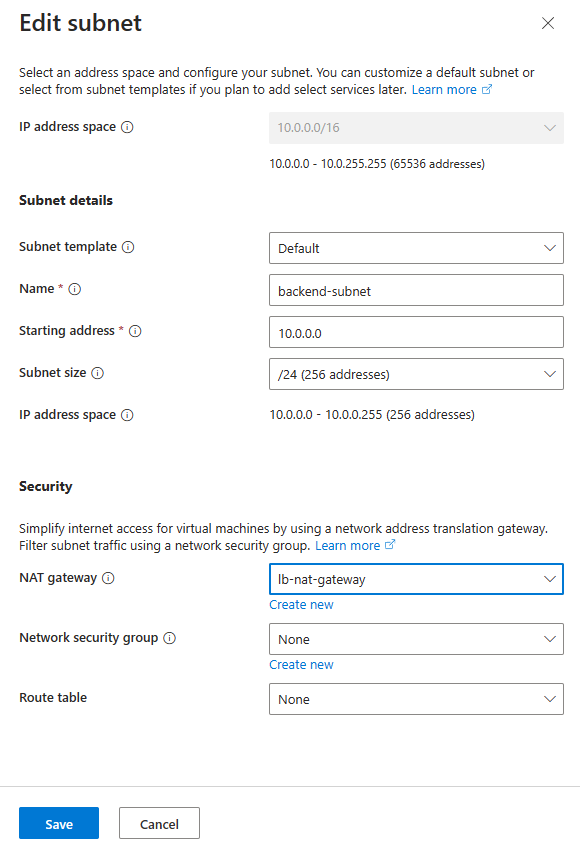 Edit subnet
Select an address space and configure your subnet. You can customize a default subnet or
select from subnet templates if you plan to add select services later. Learn more
IP address space
10.0.0.0/16
10.0.0.0 - 10.0.255.255 (65536 addresses)
Subnet details
Subnet template
Default
Name *
backend-subnet
Starting address *
10.0.0.0
Subnet size
/24 (256 addresses)
IP address space
10.0.0.0 - 10.0.0.255 (256 addresses)
Security
Simplify internet access for virtual machines by using a network address translation gateway.
Filter subnet traffic using a network security group. Learn more
NAT gateway
lb-nat-gateway
Create new
Network security group
None
Create new
Route table
None
Save
Cancel